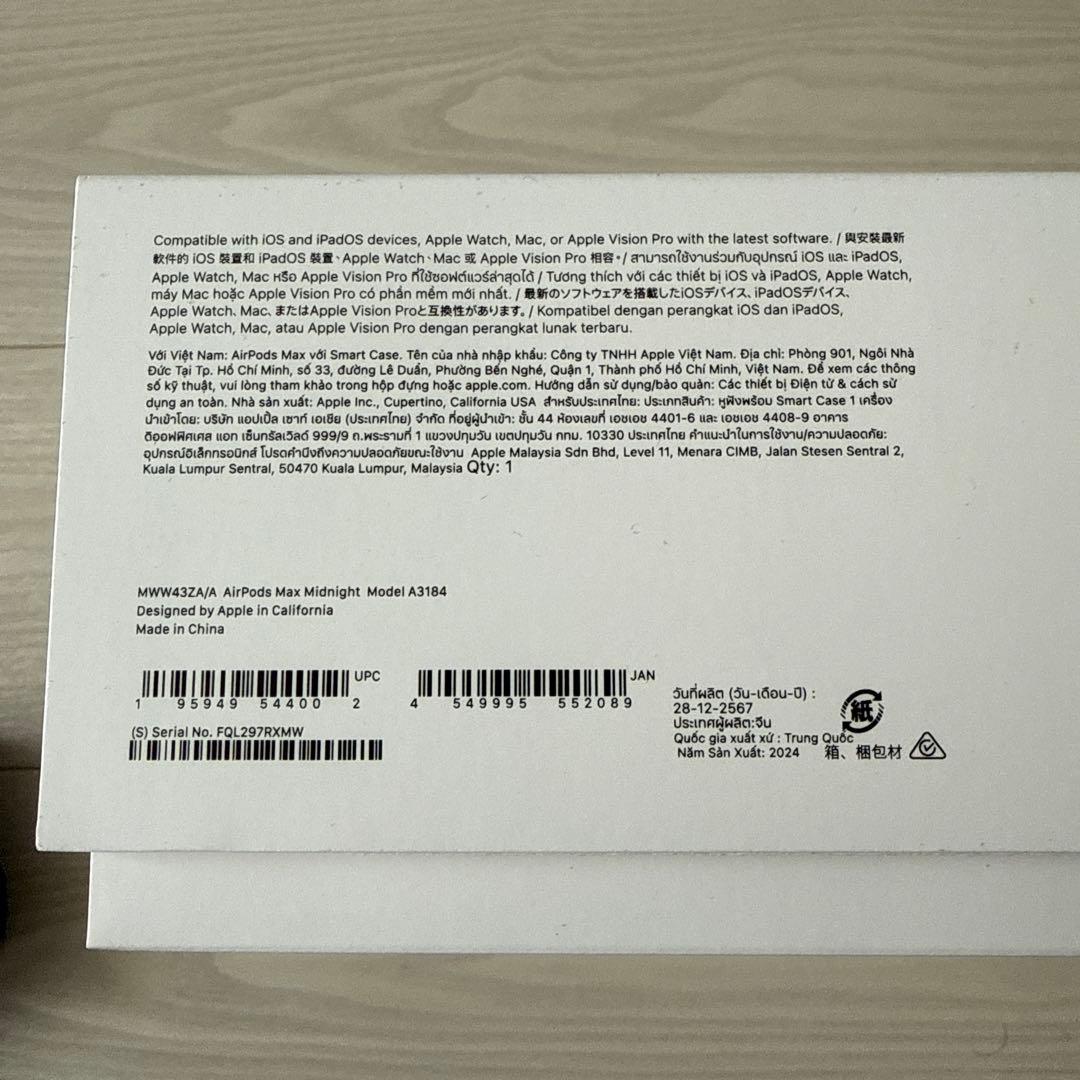 Compatible with iOS and iPadOS devices, Apple Watch, Mac, or Apple Vision Pro with the latest software. / 與安裝最新
軟件的 iOS 裝置和 iPadOS 裝置、Apple Watch、Mac 或 Apple Vision Pro 相容。/ สามารถใช้งานร่วมกับอุปกรณ์ iOS และ iPadOS,
Apple Watch, Mac หรือ Apple Vision Pro ที่ใช้ซอฟต์แวร์ล่าสุดได้ / Tương thích với các thiết bị iOS và iPadOS, Apple Watch,
máy Mac hoặc Apple Vision Pro có phần mềm mới nhất. / 最新のソフトウェアを搭載したiOSデバイス、iPadOSデバイス、
Apple Watch、Mac、またはApple Vision Proと互換性があります。/ Kompatibel dengan perangkat iOS dan iPadOS,
Apple Watch, Mac, atau Apple Vision Pro dengan perangkat lunak terbaru.
Với Việt Nam: AirPods Max với Smart Case. Tên của nhà nhập khẩu: Công ty TNHH Apple Việt Nam. Địa chỉ: Phòng 901, Ngôi Nhà
Đức Tại Tp. Hồ Chí Minh, số 33, đường Lê Duẩn, Phường Bến Nghé, Quận 1, Thành phố Hồ Chí Minh, Việt Nam. Để xem các thông
số kỹ thuật, vui lòng tham khảo trong hộp đựng hoặc apple.com. Hướng dẫn sử dụng/bảo quản: Các thiết bị Điện tử & cách sử
dụng an toàn. Nhà sản xuất: Apple Inc., Cupertino, California USA สำหรับประเทศไทย: ประเภทสินค้า: หูฟังพร้อม Smart Case 1 เครื่อง
นำเข้าโดย: บริษัท แอปเปิ้ล เซาท์ เอเชีย (ประเทศไทย) จำกัด ที่อยู่ผู้นำเข้า: ชั้น 44 ห้องเลขที่ เอชเอช 4401-6 และ เอชเอช 4408-9 อาคาร
ดิออฟฟิศเศส แอท เซ็นทรัลเวิลด์ 999/9 ถ.พระรามที่ 1 แขวงปทุมวัน เขตปทุมวัน กทม. 10330 ประเทศไทย คำแนะนำในการใช้งาน/ความปลอดภัย:
อุปกรณ์อิเล็กทรอนิกส์ โปรดคำนึงถึงความปลอดภัยขณะใช้งาน Apple Malaysia Sdn Bhd, Level 11, Menara CIMB, Jalan Stesen Sentral 2,
Kuala Lumpur Sentral, 50470 Kuala Lumpur, Malaysia Qty: 1
MWW43ZA/A AirPods Max Midnight Model A3184
Designed by Apple in California
Made in China
UPC
1 95949 54400 2
JAN
4 549995 552089
(S) Serial No. FQL297RXMW
วันที่ผลิต (วัน-เดือน-ปี) :
28-12-2567
ประเทศผู้ผลิต:จีน
Quốc gia xuất xứ : Trung Quốc
Năm Sản Xuất: 2024
紙
箱、梱包材